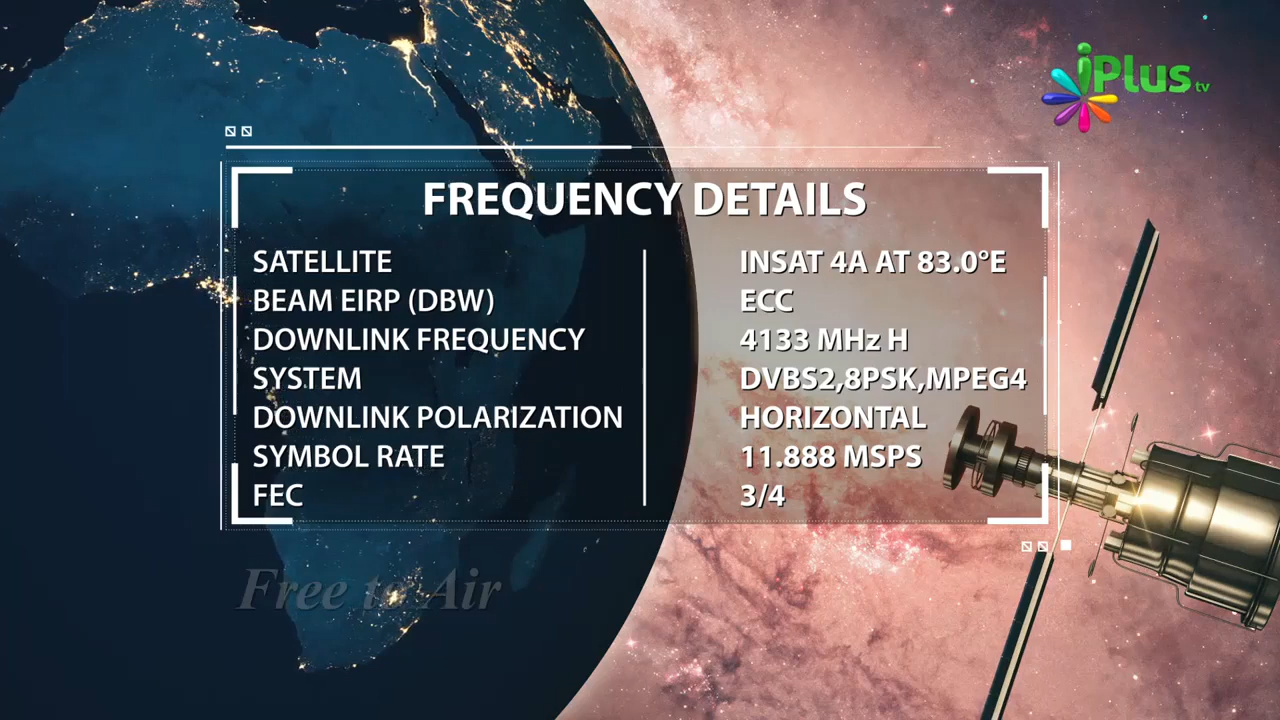 iPlus tv
FREQUENCY DETAILS
SATELLITE INSAT 4A AT 83.0°E
BEAM EIRP (DBW) ECC
DOWNLINK FREQUENCY 4133 MHz H
SYSTEM DVBS2,8PSK,MPEG4
DOWNLINK POLARIZATION HORIZONTAL
SYMBOL RATE 11.888 MSPS
FEC 3/4
Free to Air